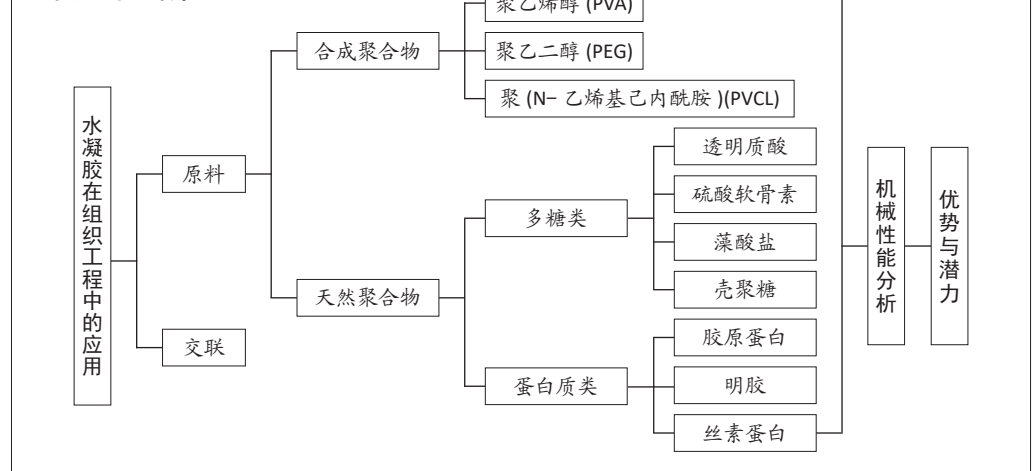 聚乙烯醇 (PVA)
合成聚合物
聚乙二醇 (PEG)
聚 (N- 乙烯基己内酰胺 )(PVCL)
水凝胶在组织工程中的应用
原料
透明质酸
多糖类
硫酸软骨素
藻酸盐
天然聚合物
壳聚糖
交联
胶原蛋白
蛋白质类
明胶
丝素蛋白
机械性能分析
优势与潜力